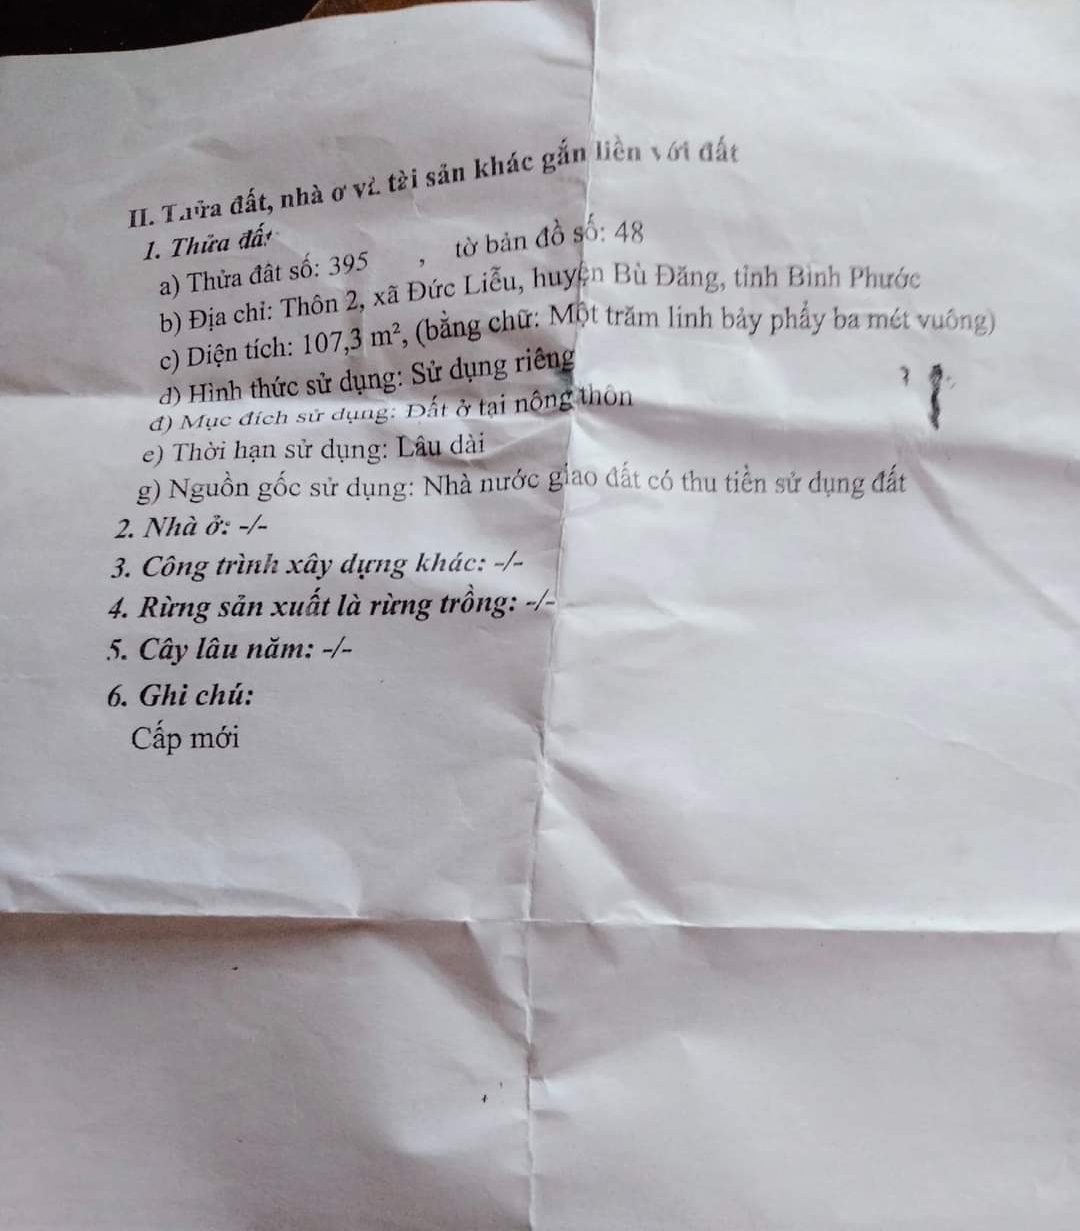 II. Thửa đất, nhà ở và tài sản khác gắn liền với đất
1. Thửa đất
a) Thửa đất số: 395 , tờ bản đồ số: 48
b) Địa chỉ: Thôn 2, xã Đức Liễu, huyện Bù Đăng, tỉnh Bình Phước
c) Diện tích: 107,3 m², (bằng chữ: Một trăm linh bảy phẩy ba mét vuông)
d) Hình thức sử dụng: Sử dụng riêng
đ) Mục đích sử dụng: Đất ở tại nông thôn
e) Thời hạn sử dụng: Lâu dài
g) Nguồn gốc sử dụng: Nhà nước giao đất có thu tiền sử dụng đất
2. Nhà ở: -/-
3. Công trình xây dựng khác: -/-
4. Rừng sản xuất là rừng trồng: -/-
5. Cây lâu năm: -/-
6. Ghi chú:
Cấp mới